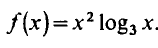 f(x) = x² log₃ x.